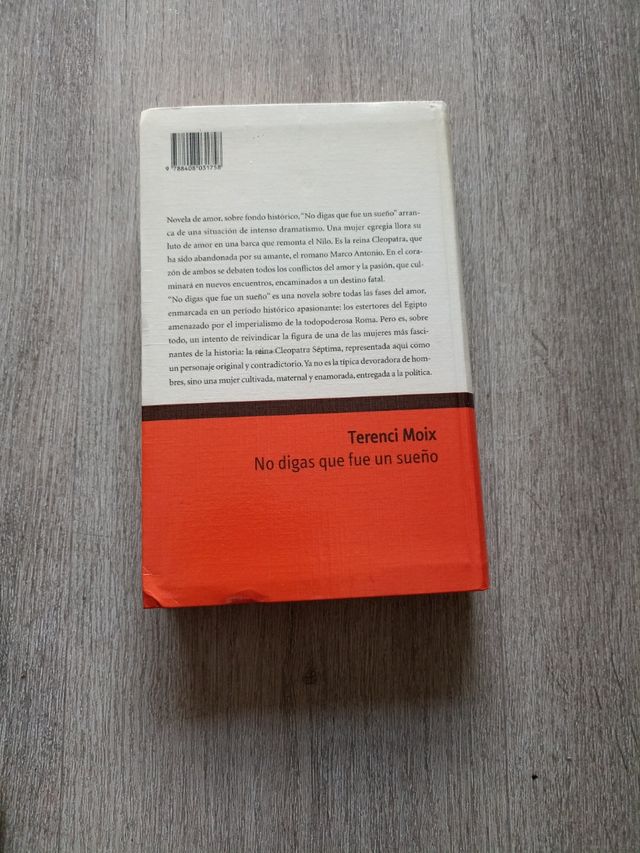 9 788408 031758
Novela de amor, sobre fondo histórico, "No digas que fue un sueño" arran-
ca de una situación de intenso dramatismo. Una mujer egregia llora su
luto de amor en una barca que remonta el Nilo. Es la reina Cleopatra, que
ha sido abandonada por su amante, el romano Marco Antonio. En el cora-
zón de ambos se debaten todos los conflictos del amor y la pasión, que cul-
minará en nuevos encuentros, encaminados a un destino fatal.
"No digas que fue un sueño" es una novela sobre todas las fases del amor,
enmarcada en un período histórico apasionante: los estertores del Egipto
amenazado por el imperialismo de la todopoderosa Roma. Pero es, sobre
todo, un intento de reivindicar la figura de una de las mujeres más fasci-
nantes de la historia: la reina Cleopatra Séptima, representada aquí como
un personaje original y contradictorio. Ya no es la típica devoradora de hom-
bres, sino una mujer cultivada, maternal y enamorada, entregada a la política.
Terenci Moix
No digas que fue un sueño